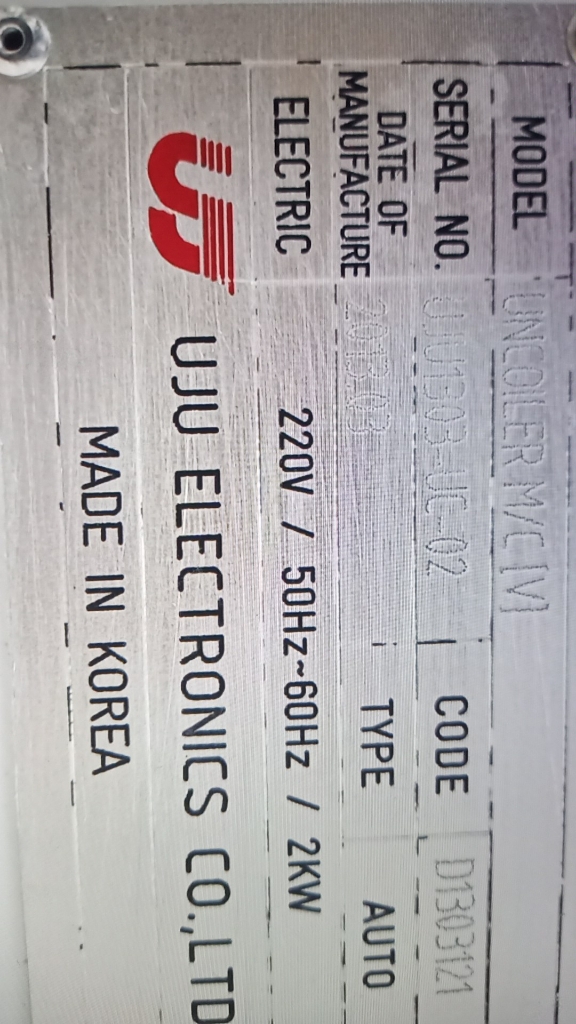 MODEL UNCOILER M/C [V]
SERIAL NO. UJU1303-UC-02 CODE D1303121
DATE OF MANUFACTURE 2013.03 TYPE AUTO
ELECTRIC 220V / 50Hz~60Hz / 2KW
UJ UJU ELECTRONICS CO.,LTD
MADE IN KOREA